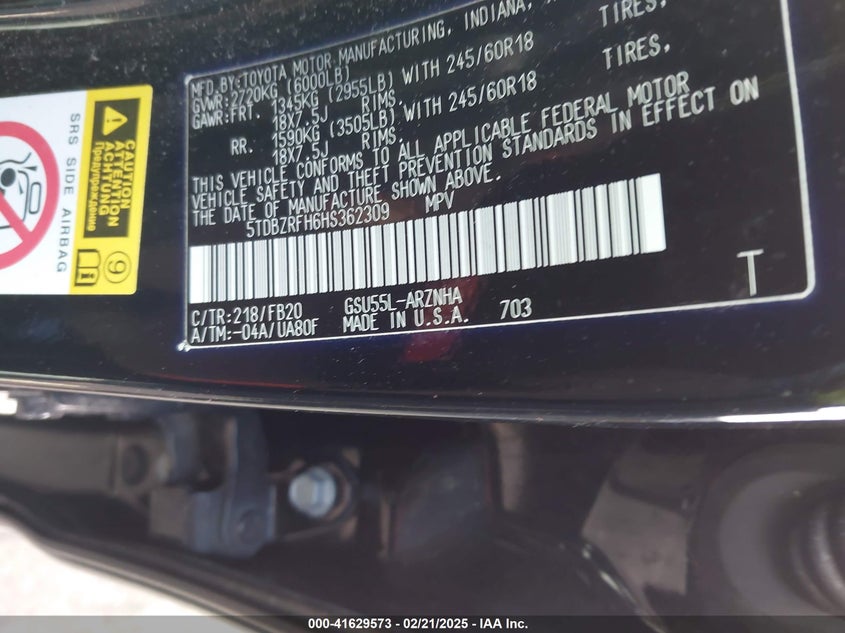 MFD.BY:TOYOTA MOTOR MANUFACTURING, INDIANA,
GVWR:2720KG (6000LB)
GAWR:FRT. 1345KG (2955LB) WITH 245/60R18 TIRES,
18X7.5J RIMS.
RR. 1590KG (3505LB) WITH 245/60R18 TIRES,
18X7.5J RIMS.
THIS VEHICLE CONFORMS TO ALL APPLICABLE FEDERAL MOTOR
VEHICLE SAFETY AND THEFT PREVENTION STANDARDS IN EFFECT ON
THE DATE OF MANUFACTURE SHOWN ABOVE.
5TDBZRFH6HS362309 MPV
C/TR:218/FB20 GSU55L-ARZNHA
A/TM:-04A/UA80F MADE IN U.S.A. 703
T
SRS SIDE AIRBAG
CAUTION
ATTENTION
ACHTUNG
Предупреждение
9
000-41629573 - 02/21/2025 - IAA Inc.